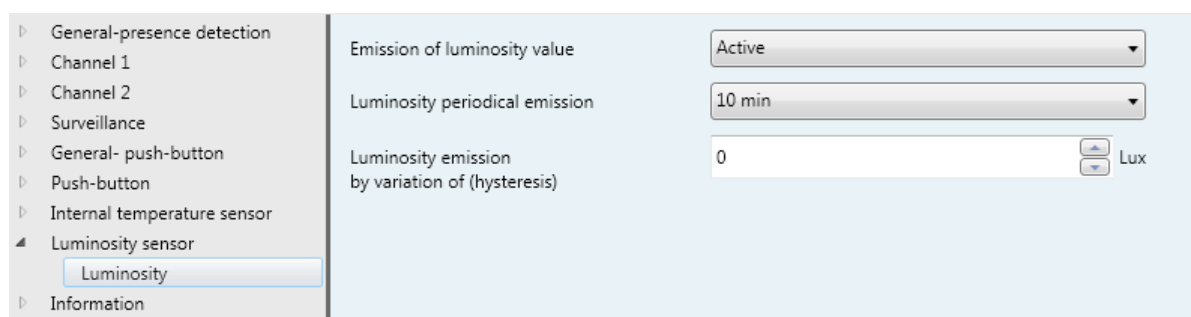 General-presence detection
Channel 1
Channel 2
Surveillance
General- push-button
Push-button
Internal temperature sensor
Luminosity sensor
Luminosity
Information
Emission of luminosity value
Active
Luminosity periodical emission
10 min
Luminosity emission
by variation of (hysteresis)
0
Lux